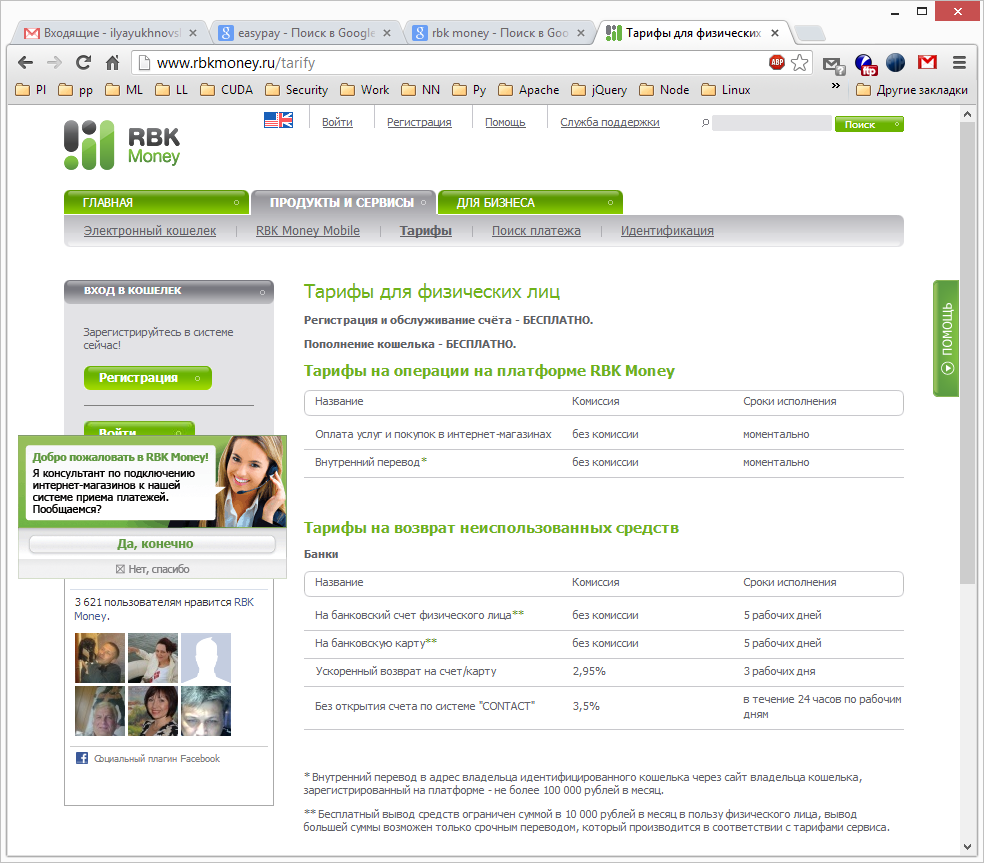 Входящие - ilyayukhnovsk
easypay - Поиск в Google
rbk money - Поиск в Goo
Тарифы для физических
www.rbkmoney.ru/tarify
ABP
?
кр
PI pp ML LL CUDA Security Work NN Py Apache jQuery Node Linux » Другие закладки
RBK
Money
Войти Регистрация Помощь Служба поддержки Поиск
ГЛАВНАЯ ПРОДУКТЫ И СЕРВИСЫ ДЛЯ БИЗНЕСА
Электронный кошелек | RBK Money Mobile | Тарифы | Поиск платежа | Идентификация
ВХОД В КОШЕЛЕК
Зарегистрируйтесь в системе
сейчас!
Регистрация
Войти
Добро пожаловать в RBK Money!
Я консультант по подключению
интернет-магазинов к нашей
системе приема платежей.
Пообщаемся?
Да, конечно
Нет, спасибо
3 621 пользователям нравится RBK
Money.
Социальный плагин Facebook
Тарифы для физических лиц
Регистрация и обслуживание счёта - БЕСПЛАТНО.
Пополнение кошелька - БЕСПЛАТНО.
Тарифы на операции на платформе RBK Money
Название Комиссия Сроки исполнения
Оплата услуг и покупок в интернет-магазинах без комиссии моментально
Внутренний перевод* без комиссии моментально
Тарифы на возврат неиспользованных средств
Банки
Название Комиссия Сроки исполнения
На банковский счет физического лица** без комиссии 5 рабочих дней
На банковскую карту** без комиссии 5 рабочих дней
Ускоренный возврат на счет/карту 2,95% 3 рабочих дня
Без открытия счета по системе "CONTACT" 3,5% в течение 24 часов по рабочим
дням
* Внутренний перевод в адрес владельца идентифицированного кошелька через сайт владельца кошелька,
зарегистрированный на платформе - не более 100 000 рублей в месяц.
** Бесплатный вывод средств ограничен суммой в 10 000 рублей в месяц в пользу физического лица, вывод
большей суммы возможен только срочным переводом, который производится в соответствии с тарифами сервиса.
ПОМОЩЬ